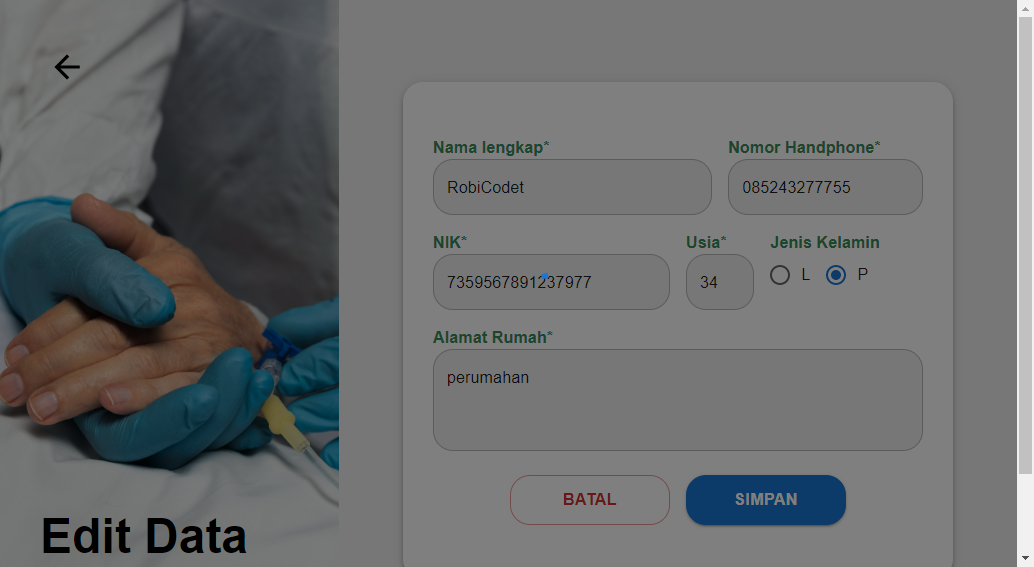 Nama lengkap*
Nomor Handphone*
RobiCodet
085243277755
NIK*
Usia*
Jenis Kelamin
7359567891237977
34
L
P
Alamat Rumah*
perumahan
BATAL
SIMPAN
Edit Data